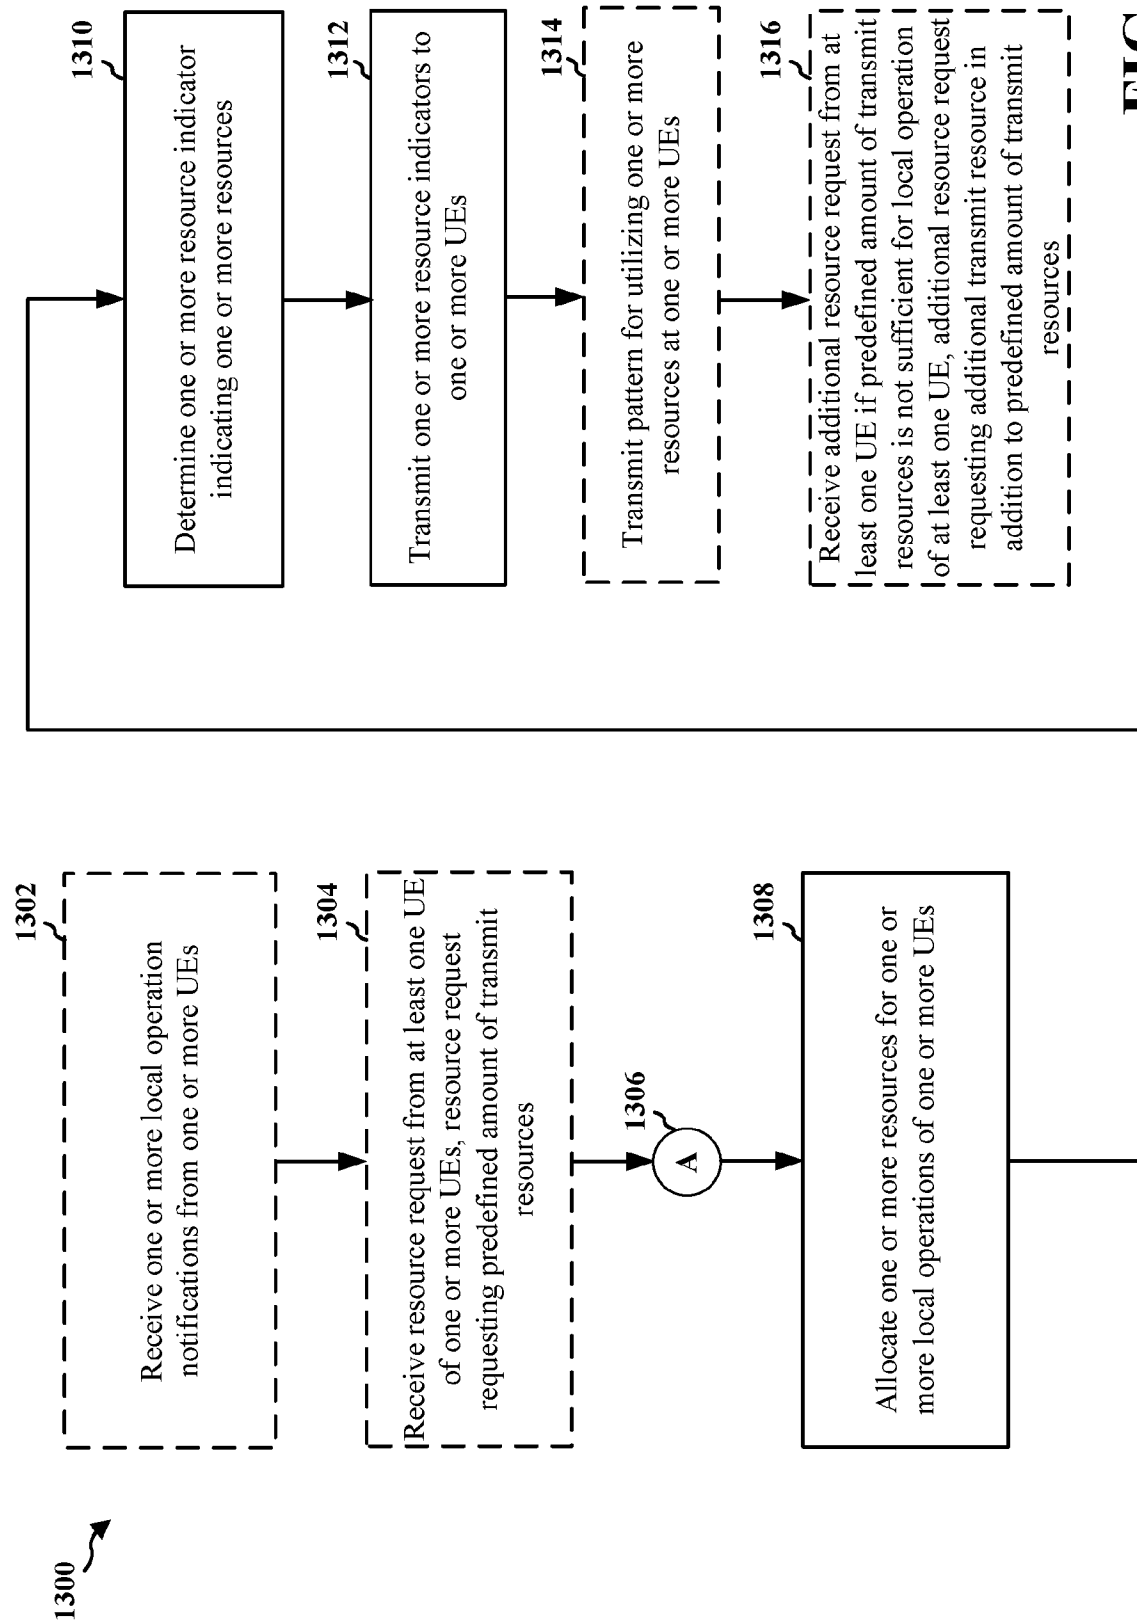 1300
1302
Receive one or more local operation
notifications from one or more UEs
1304
Receive resource request from at least one UE
of one or more UEs, resource request
requesting predefined amount of transmit
resources
1306
A
1308
Allocate one or more resources for one or
more local operations of one or more UEs
1310
Determine one or more resource indicator
indicating one or more resources
1312
Transmit one or more resource indicators to
one or more UEs
1314
Transmit pattern for utilizing one or more
resources at one or more UEs
1316
Receive additional resource request from at
least one UE if predefined amount of transmit
resources is not sufficient for local operation
of at least one UE, additional resource request
requesting additional transmit resource in
addition to predefined amount of transmit
resources
FIG